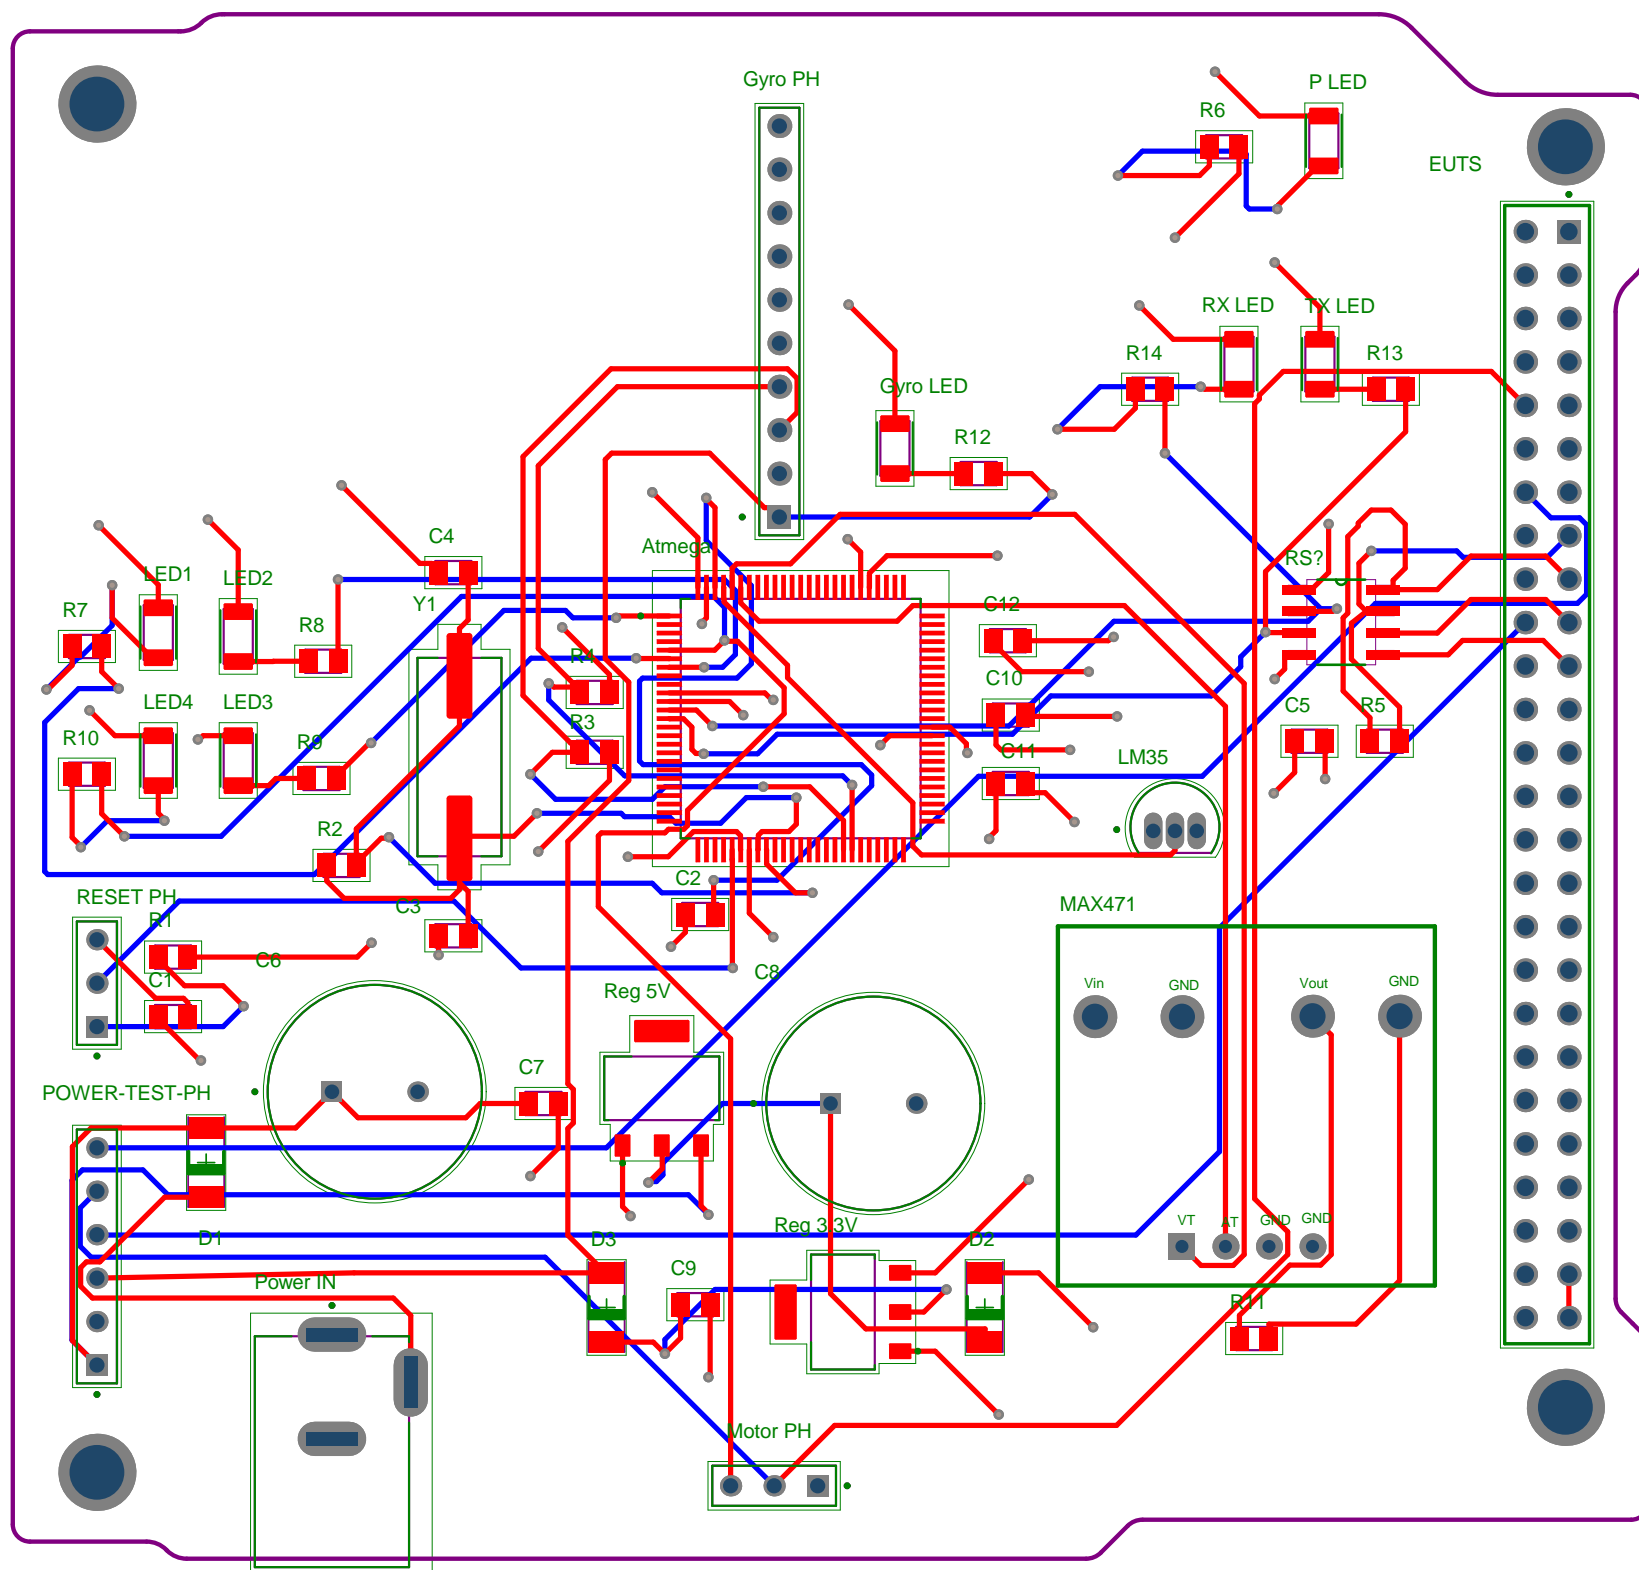 Gyro PH
P LED
R6
EUTS
RX LED
TX LED
R14
R13
Gyro LED
R12
C4
Atmega
RS?
LED1
LED2
Y1
R7
R8
C12
R4
C10
LED4
LED3
R3
C5
R5
R10
R9
C11
LM35
R2
C2
RESET PH
C3
R1
MAX471
C6
C1
C8
Reg 5V
Vin
GND
Vout
GND
C7
POWER-TEST-PH
VT
AT
GND
GND
Reg 3.3V
D1
D3
D2
C9
Power IN
R11
Motor PH